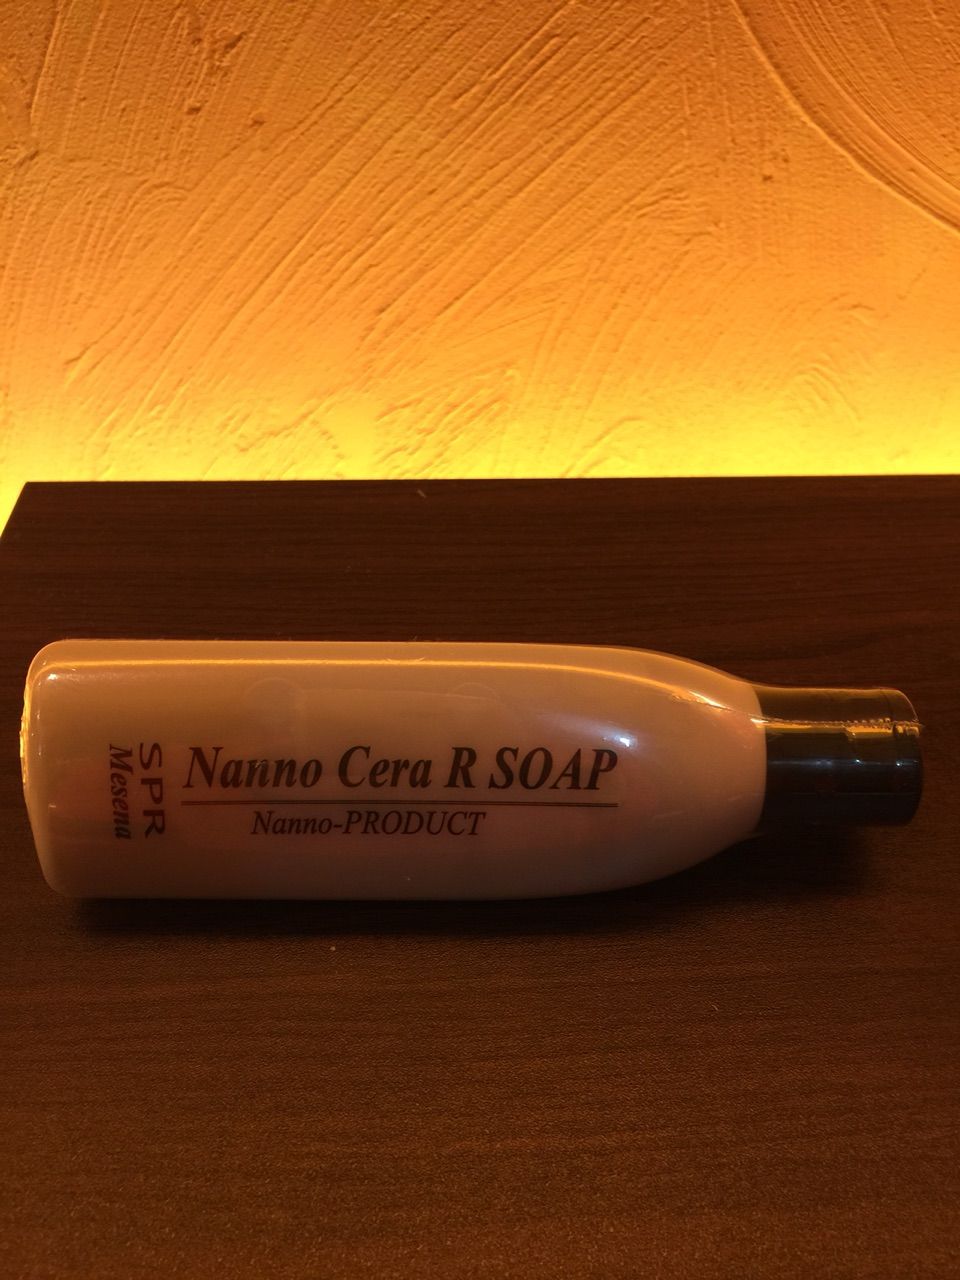 Nanno Cera R SOAP
Nanno-PRODUCT
SPR
Mesena